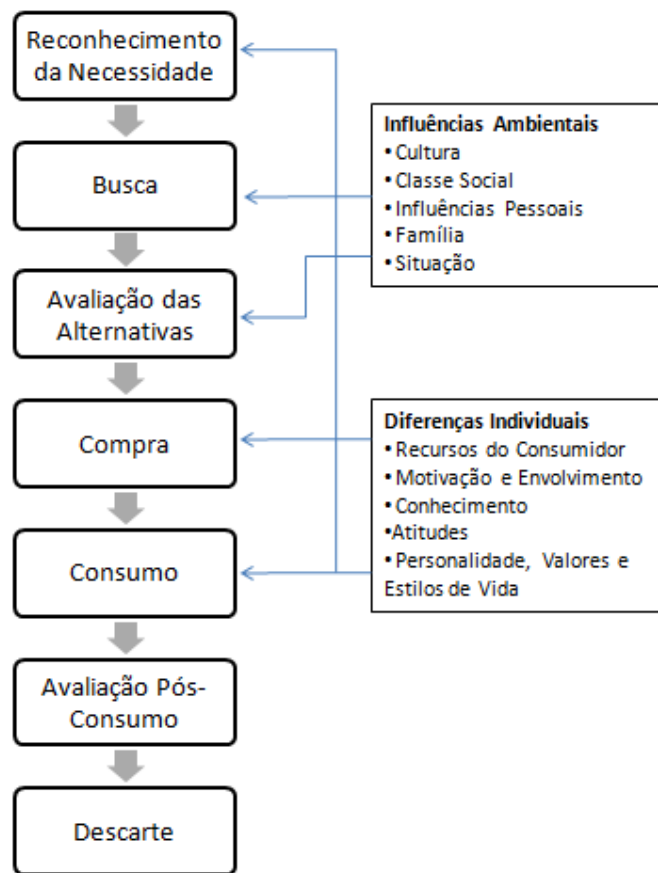 Reconhecimento
da Necessidade
Busca
Avaliação das
Alternativas
Compra
Consumo
Avaliação Pós-
Consumo
Descarte
Influências Ambientais
•Cultura
•Classe Social
•Influências Pessoais
•Família
•Situação
Diferenças Individuais
•Recursos do Consumidor
•Motivação e Envolvimento
•Conhecimento
•Atitudes
•Personalidade, Valores e
Estilos de Vida